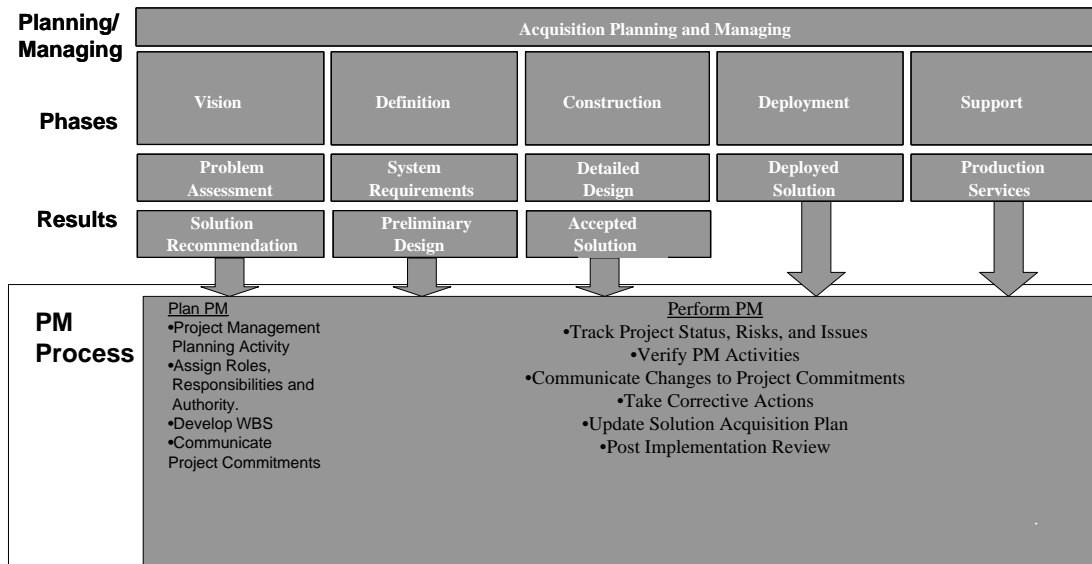 Planning/
Managing
Acquisition Planning and Managing
Phases
Vision
Definition
Construction
Deployment
Support
Results
Problem
Assessment
System
Requirements
Detailed
Design
Deployed
Solution
Production
Services
Solution
Recommendation
Preliminary
Design
Accepted
Solution
PM
Process
Plan PM
•Project Management
Planning Activity
•Assign Roles,
Responsibilities and
Authority.
•Develop WBS
•Communicate
Project Commitments
Perform PM
•Track Project Status, Risks, and Issues
•Verify PM Activities
•Communicate Changes to Project Commitments
•Take Corrective Actions
•Update Solution Acquisition Plan
•Post Implementation Review